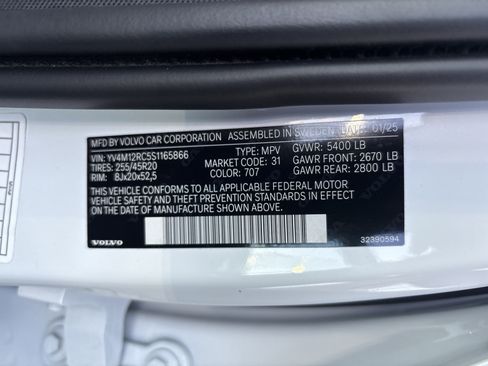 MFD BY VOLVO CAR CORPORATION ASSEMBLED IN SWEDEN DATE: 01/25
VIN: YV4M12RC5S1165866 TYPE: MPV GVWR: 5400 LB
TIRES: 255/45R20 MARKET CODE: 31 GAWR FRONT: 2670 LB
RIM: 8Jx20x52,5 COLOR: 707 GAWR REAR: 2800 LB
THIS VEHICLE CONFORMS TO ALL APPLICABLE FEDERAL MOTOR
VEHICLE SAFETY AND THEFT PREVENTION STANDARDS IN EFFECT
ON THE DATE OF MANUFACTURE SHOWN ABOVE.
VOLVO 32390594